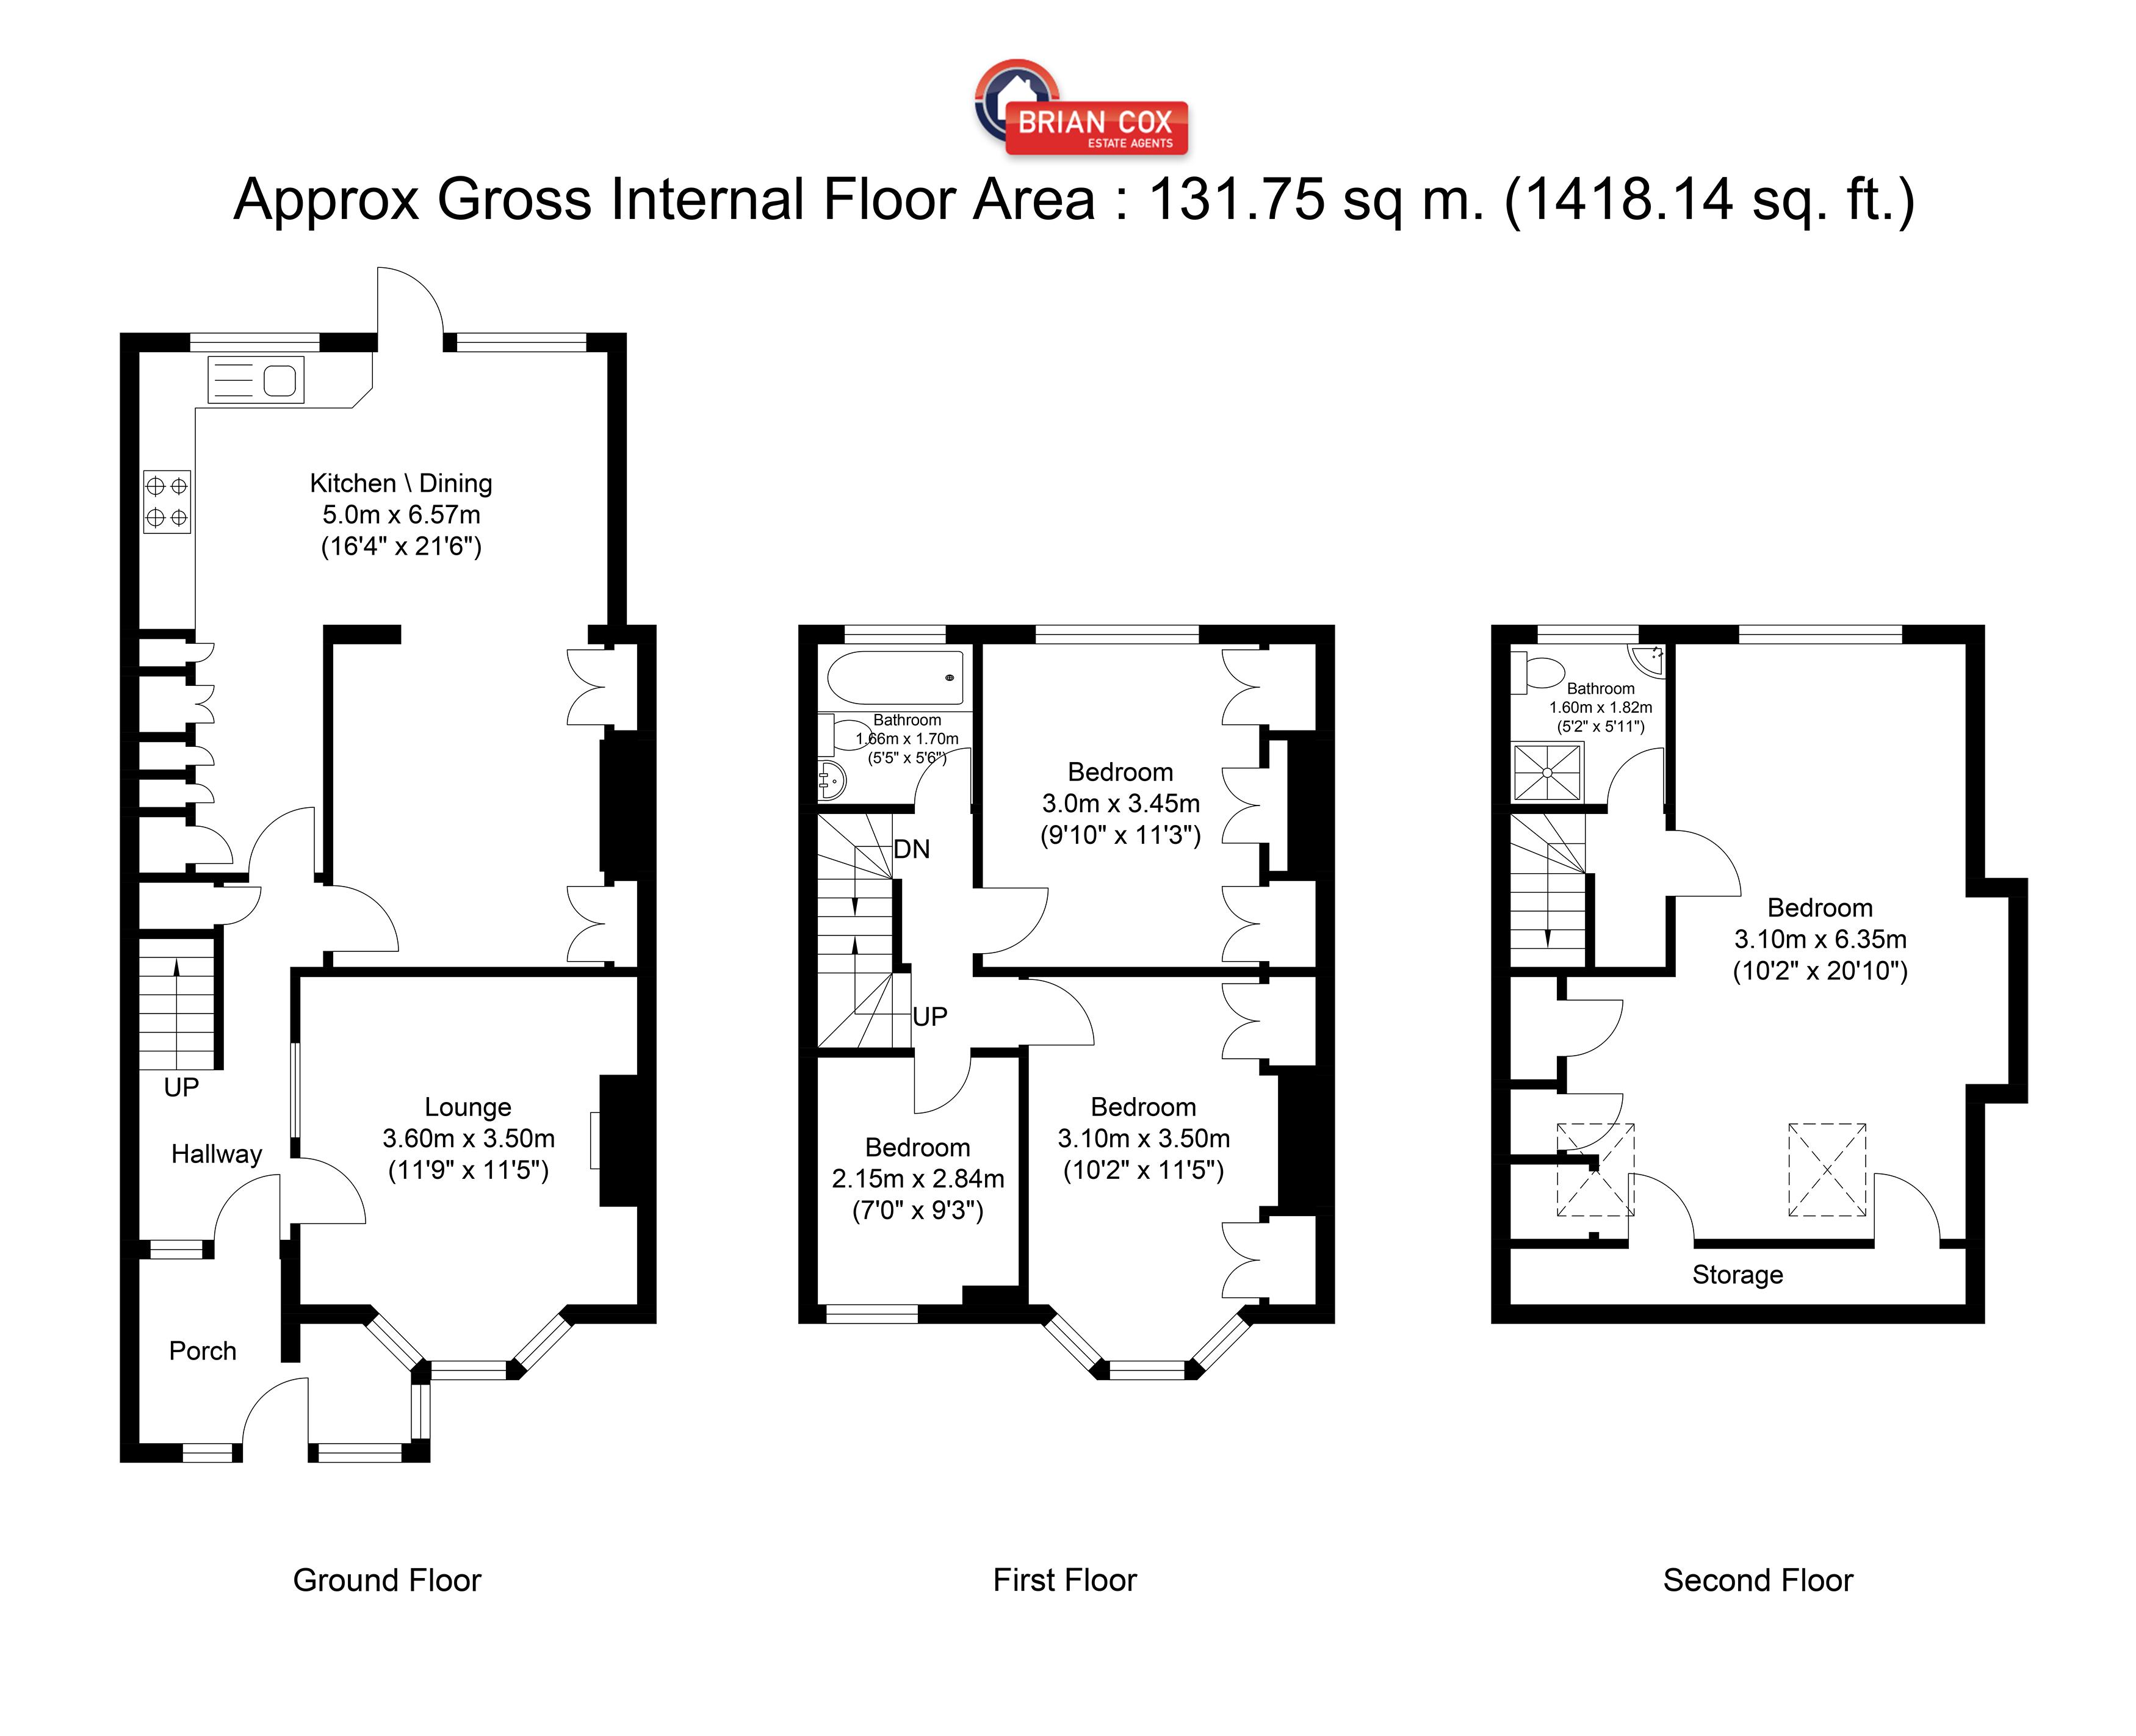 BRIAN COX
ESTATE AGENTS
Approx Gross Internal Floor Area : 131.75 sq m. (1418.14 sq. ft.)
Kitchen \ Dining
5.0m x 6.57m
(16'4" x 21'6")
UP
Hallway
Lounge
3.60m x 3.50m
(11'9" x 11'5")
Porch
Ground Floor
Bathroom
1.66m x 1.70m
(5'5" x 5'6")
Bedroom
3.0m x 3.45m
(9'10" x 11'3")
DN
UP
Bedroom
2.15m x 2.84m
(7'0" x 9'3")
Bedroom
3.10m x 3.50m
(10'2" x 11'5")
First Floor
Bathroom
1.60m x 1.82m
(5'2" x 5'11")
Bedroom
3.10m x 6.35m
(10'2" x 20'10")
Storage
Second Floor